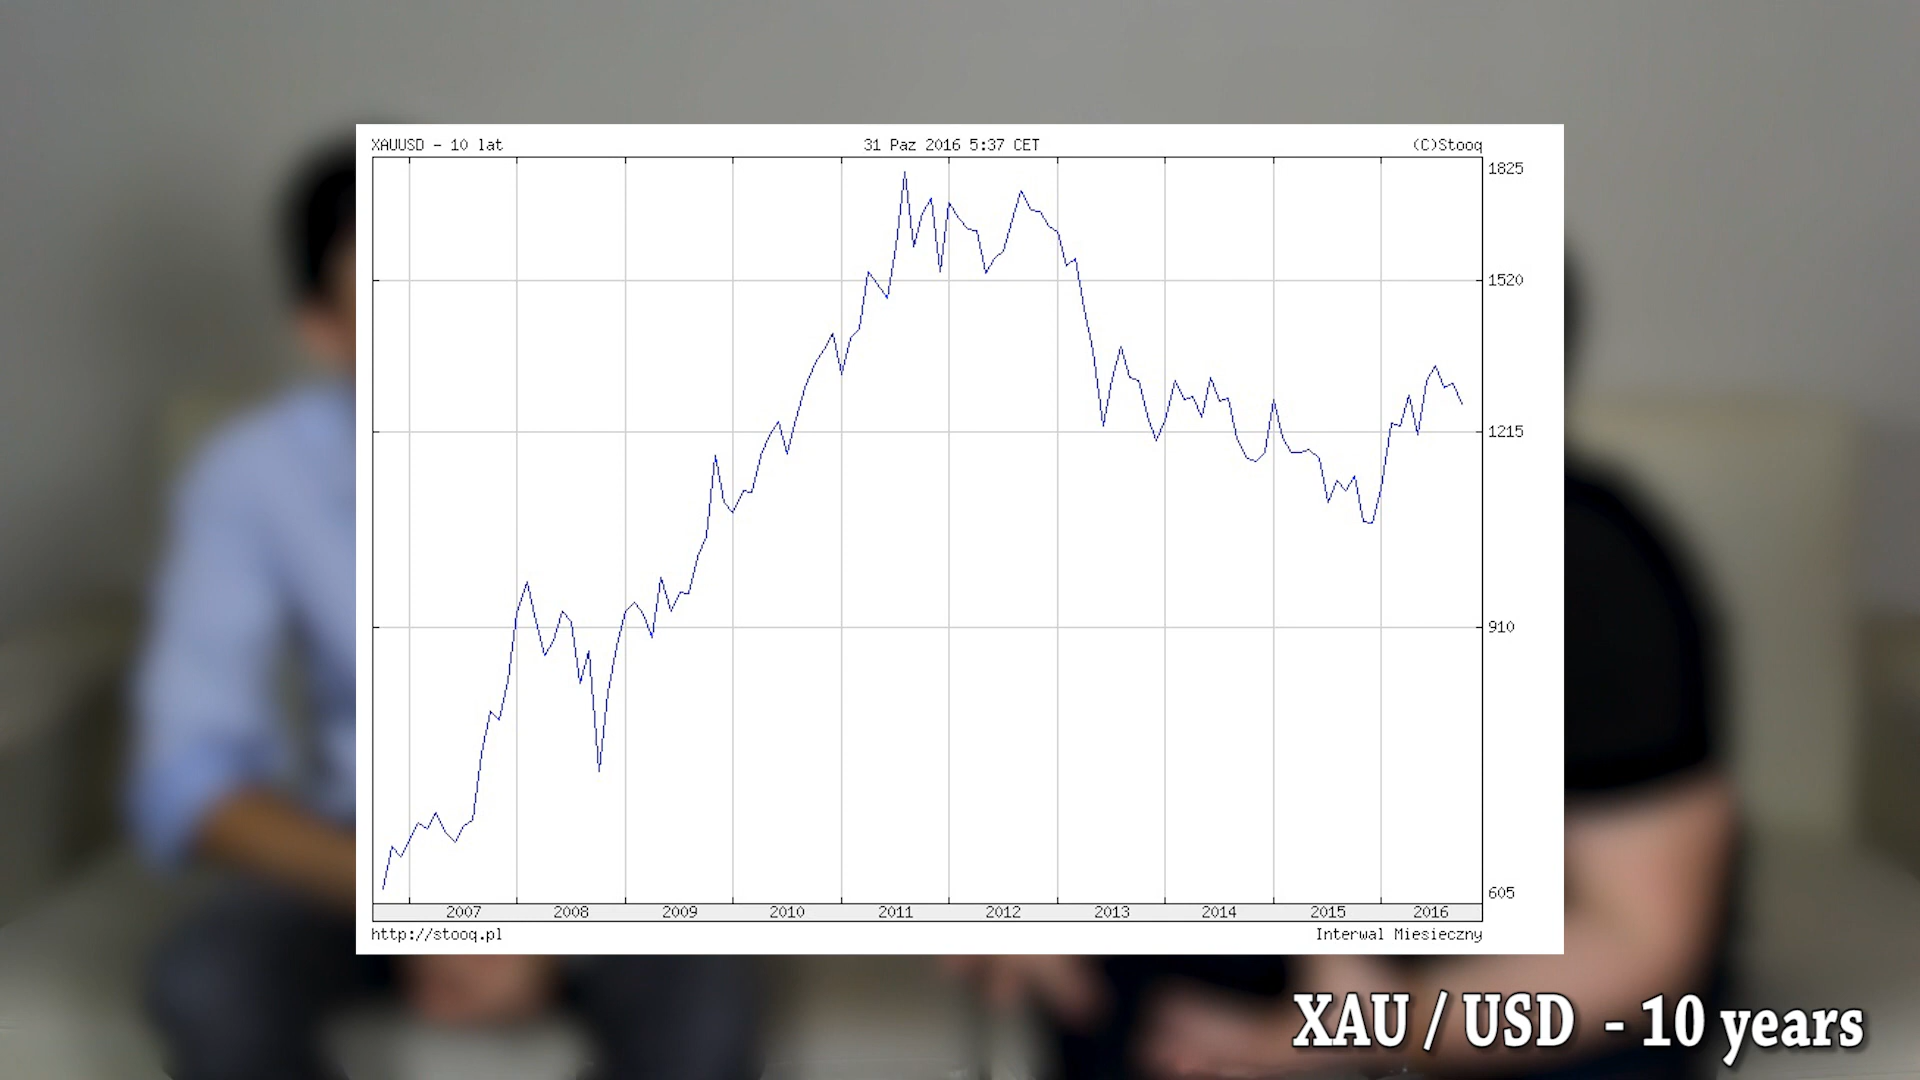 XAUUSD - 10 lat 31 Paz 2016 5:37 CET (C)Stooq
1825
1520
1215
910
605
2007 2008 2009 2010 2011 2012 2013 2014 2015 2016
http://stooq.pl Interwal Miesieczny
XAU / USD - 10 years